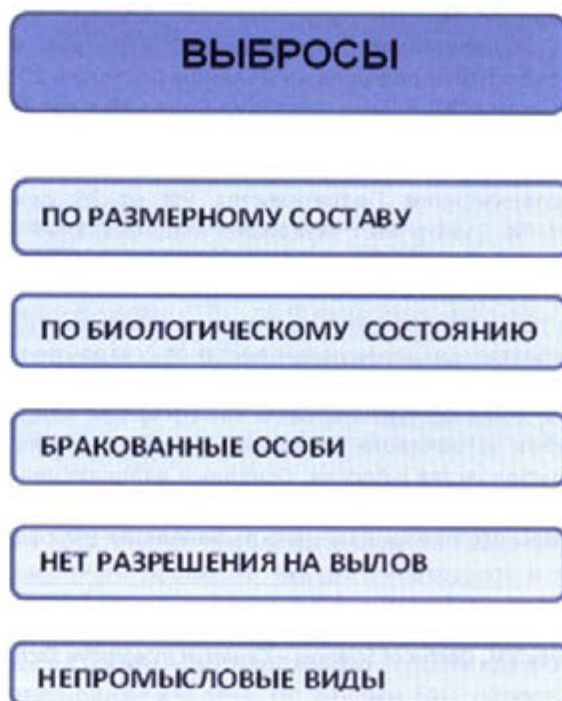 ВЫБРОСЫ
ПО РАЗМЕРНОМУ СОСТАВУ
ПО БИОЛОГИЧЕСКОМУ СОСТОЯНИЮ
БРАКОВАННЫЕ ОСОБИ
НЕТ РАЗРЕШЕНИЯ НА ВЫЛОВ
НЕПРОМЫСЛОВЫЕ ВИДЫ